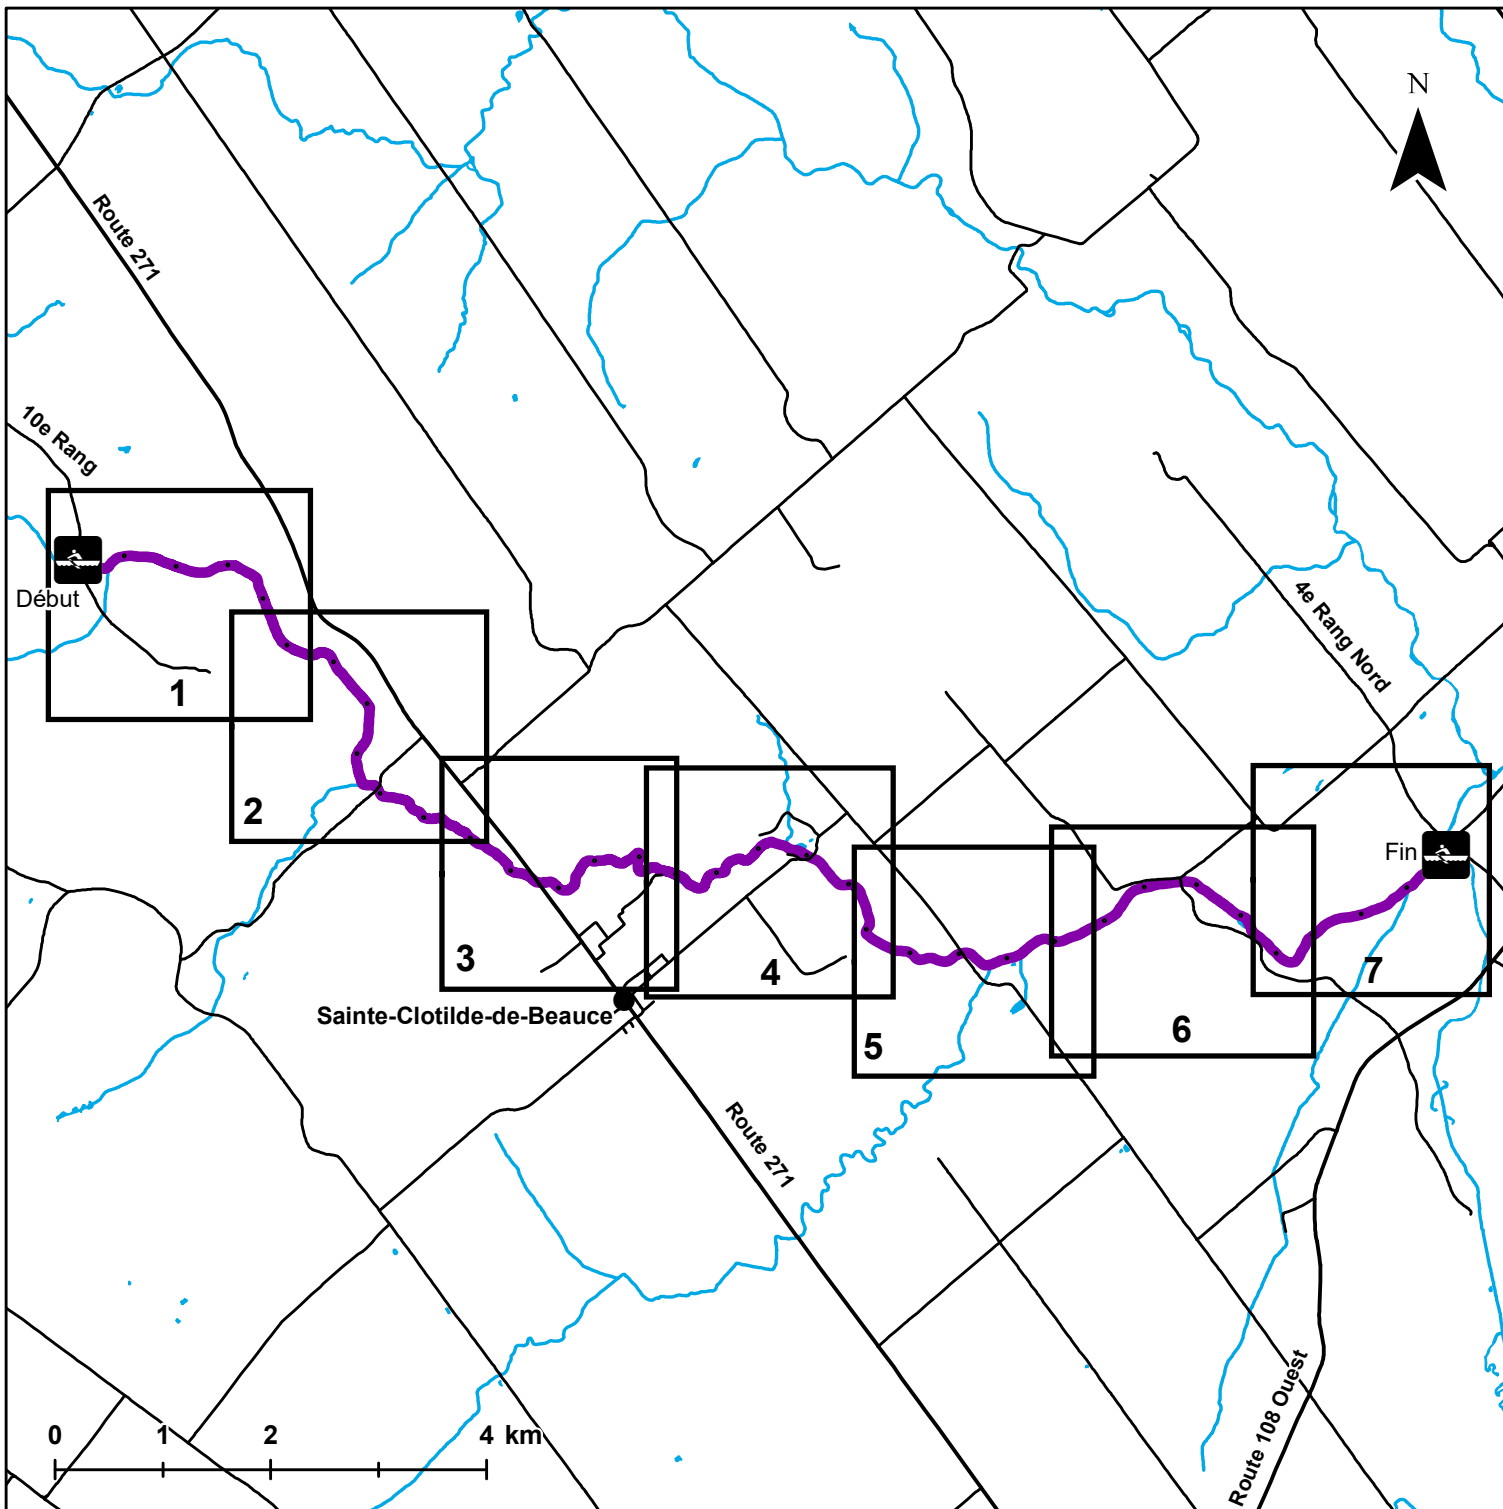 N
Route 271
10e Rang
Début
1
4e Rang Nord
2
Fin
3
4
7
Sainte-Clotilde-de-Beauce
5
6
Route 271
Route 108 Ouest
0 1 2 4 km